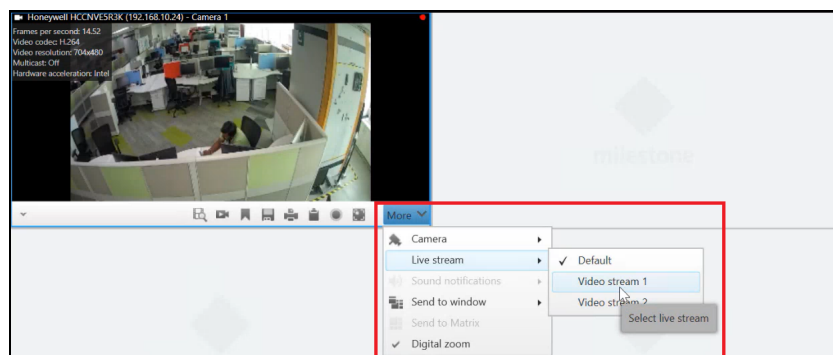 Honeywell HCCNVE5R3K (192.168.10.24) - Camera 1
Frames per second: 14.52
Video codec: H.264
Video resolution: 704x480
Multicast: Off
Hardware acceleration: Intel
milestone
More
Camera
Live stream
Default
Sound notifications
Video stream 1
Send to window
Video stream 2
Select live stream
Send to Matrix
Digital zoom